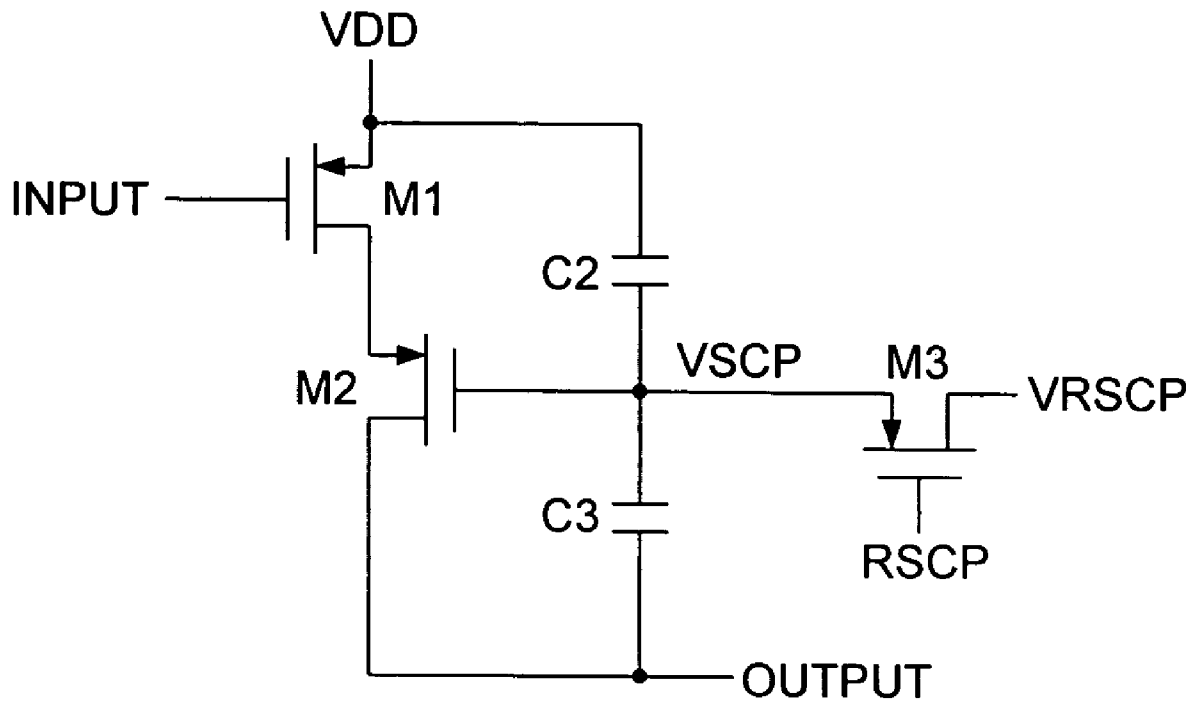 VDD
INPUT
M1
C2
VSCP
M3
M2
VRSCP
C3
RSCP
OUTPUT